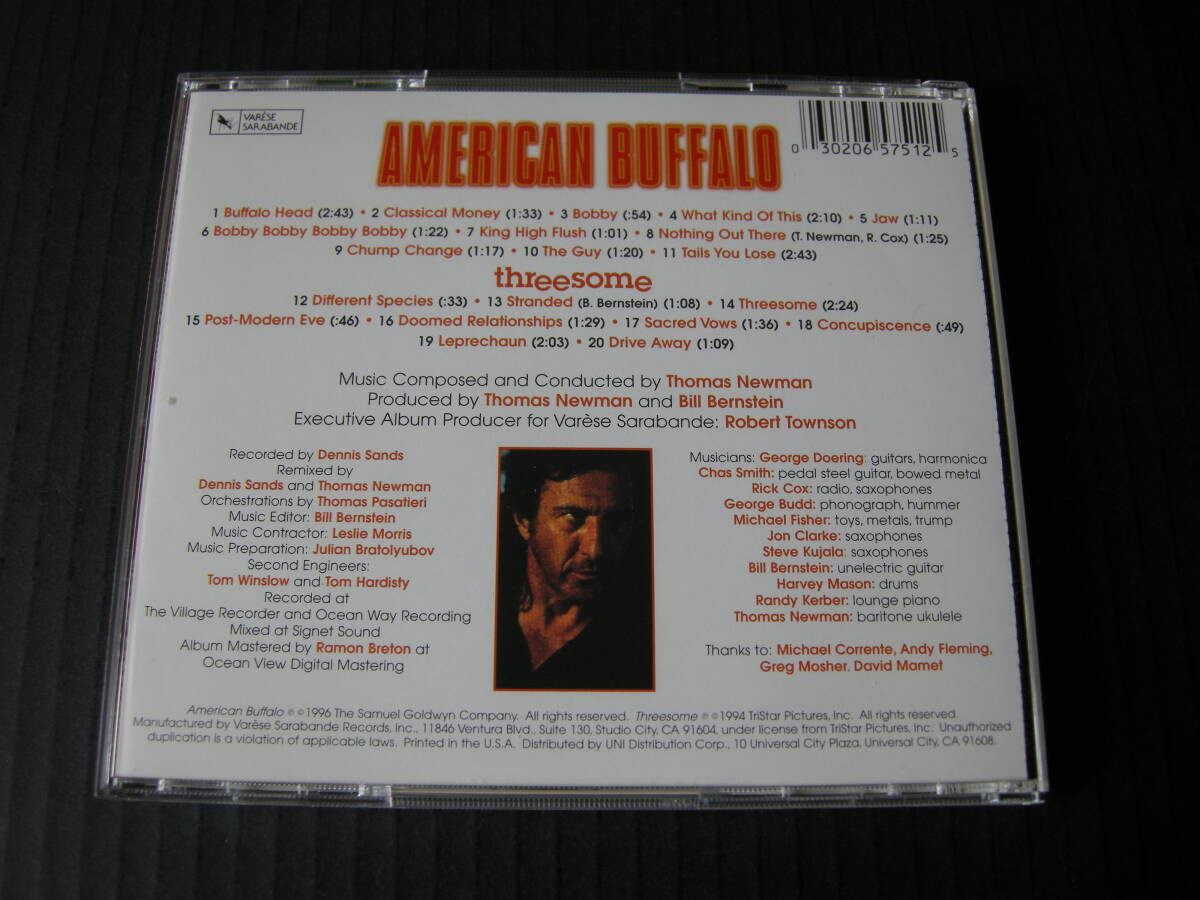 VARÈSE
SARABANDE
AMERICAN BUFFALO
0 30206 57512 5
1 Buffalo Head (2:43) • 2 Classical Money (1:33) • 3 Bobby (:54) • 4 What Kind Of This (2:10) • 5 Jaw (1:11)
6 Bobby Bobby Bobby Bobby (1:22) • 7 King High Flush (1:01) • 8 Nothing Out There (T. Newman, R. Cox) (1:25)
9 Chump Change (1:17) • 10 The Guy (1:20) • 11 Tails You Lose (2:43)
threesome
12 Different Species (:33) • 13 Stranded (B. Bernstein) (1:08) • 14 Threesome (2:24)
15 Post-Modern Eve (:46) • 16 Doomed Relationships (1:29) • 17 Sacred Vows (1:36) • 18 Concupiscence (:49)
19 Leprechaun (2:03) • 20 Drive Away (1:09)
Music Composed and Conducted by Thomas Newman
Produced by Thomas Newman and Bill Bernstein
Executive Album Producer for Varèse Sarabande: Robert Townson
Recorded by Dennis Sands
Remixed by
Dennis Sands and Thomas Newman
Orchestrations by Thomas Pasatieri
Music Editor: Bill Bernstein
Music Contractor: Leslie Morris
Music Preparation: Julian Bratolyubov
Second Engineers:
Tom Winslow and Tom Hardisty
Recorded at
The Village Recorder and Ocean Way Recording
Mixed at Signet Sound
Album Mastered by Ramon Breton at
Ocean View Digital Mastering
Musicians: George Doering: guitars, harmonica
Chas Smith: pedal steel guitar, bowed metal
Rick Cox: radio, saxophones
George Budd: phonograph, hummer
Michael Fisher: toys, metals, trump
Jon Clarke: saxophones
Steve Kujala: saxophones
Bill Bernstein: unelectric guitar
Harvey Mason: drums
Randy Kerber: lounge piano
Thomas Newman: baritone ukulele
Thanks to: Michael Corrente, Andy Fleming,
Greg Mosher, David Mamet
American Buffalo ℗ ©1996 The Samuel Goldwyn Company. All rights reserved. Threesome ℗ ©1994 TriStar Pictures, Inc. All rights reserved.
Manufactured by Varèse Sarabande Records, Inc., 11846 Ventura Blvd., Suite 130, Studio City, CA 91604, under license from TriStar Pictures, Inc. Unauthorized
duplication is a violation of applicable laws. Printed in the U.S.A. Distributed by UNI Distribution Corp., 10 Universal City Plaza, Universal City, CA 91608.